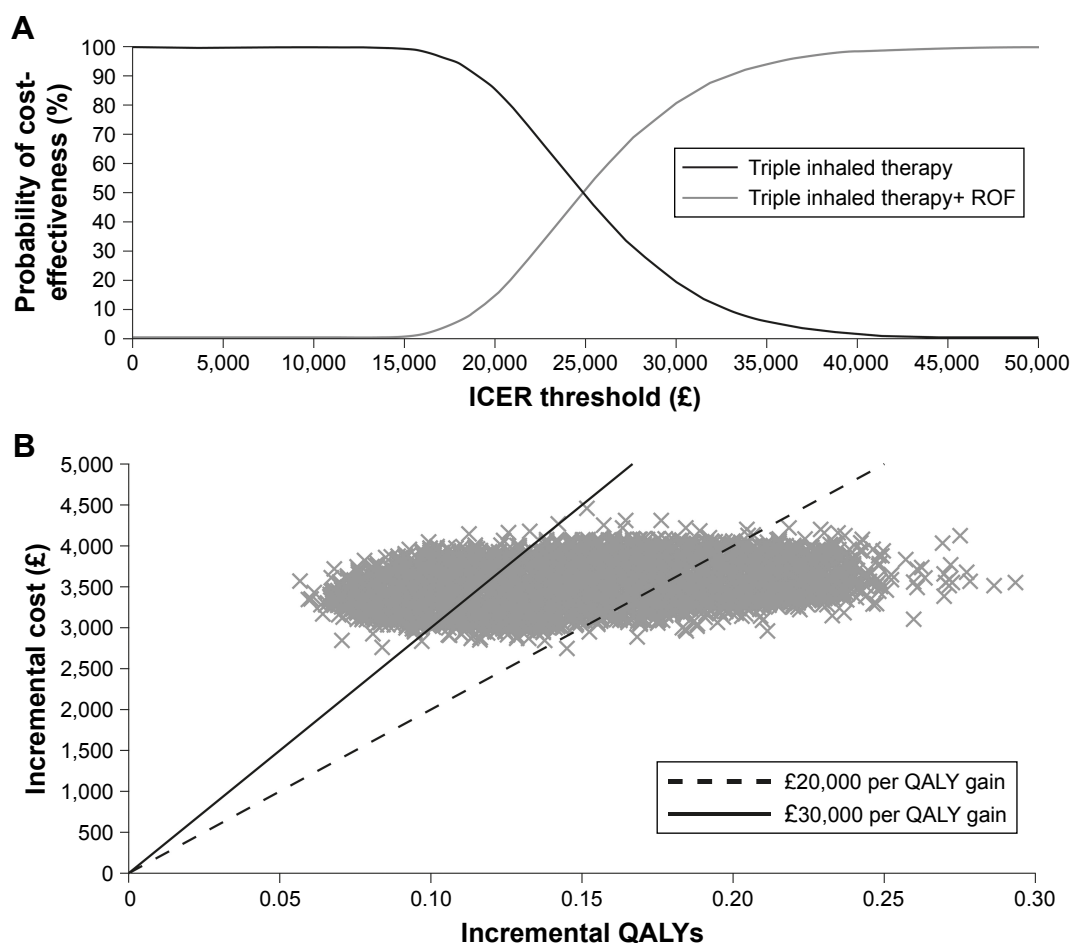 A
Probability of cost-
effectiveness (%)
100
90
80
70
60
50
40
30
20
10
0
Triple inhaled therapy
Triple inhaled therapy+ ROF
0 5,000 10,000 15,000 20,000 25,000 30,000 35,000 40,000 45,000 50,000
ICER threshold (£)
B
Incremental cost (£)
5,000
4,500
4,000
3,500
3,000
2,500
2,000
1,500
1,000
500
0
£20,000 per QALY gain
£30,000 per QALY gain
0 0.05 0.10 0.15 0.20 0.25 0.30
Incremental QALYs